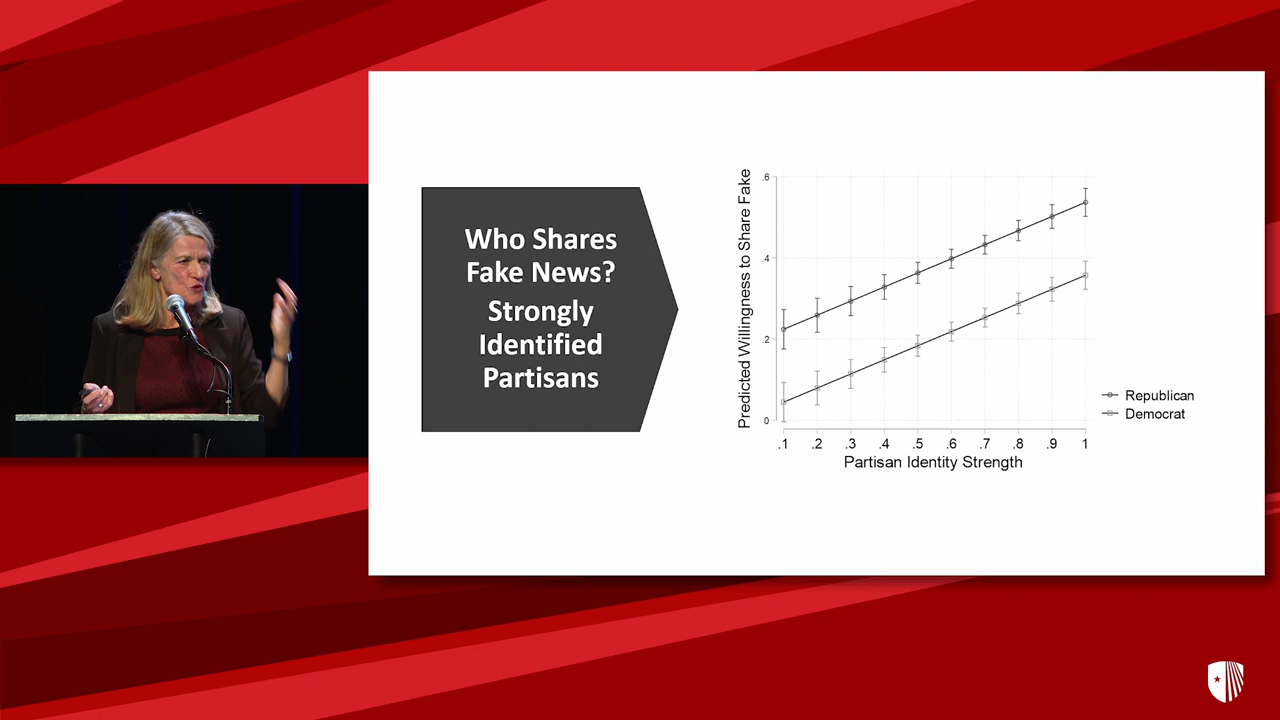 Who Shares
Fake News?
Strongly
Identified
Partisans
Predicted Willingness to Share Fake
.6
.4
.2
0
.1 .2 .3 .4 .5 .6 .7 .8 .9 1
Partisan Identity Strength
Republican
Democrat